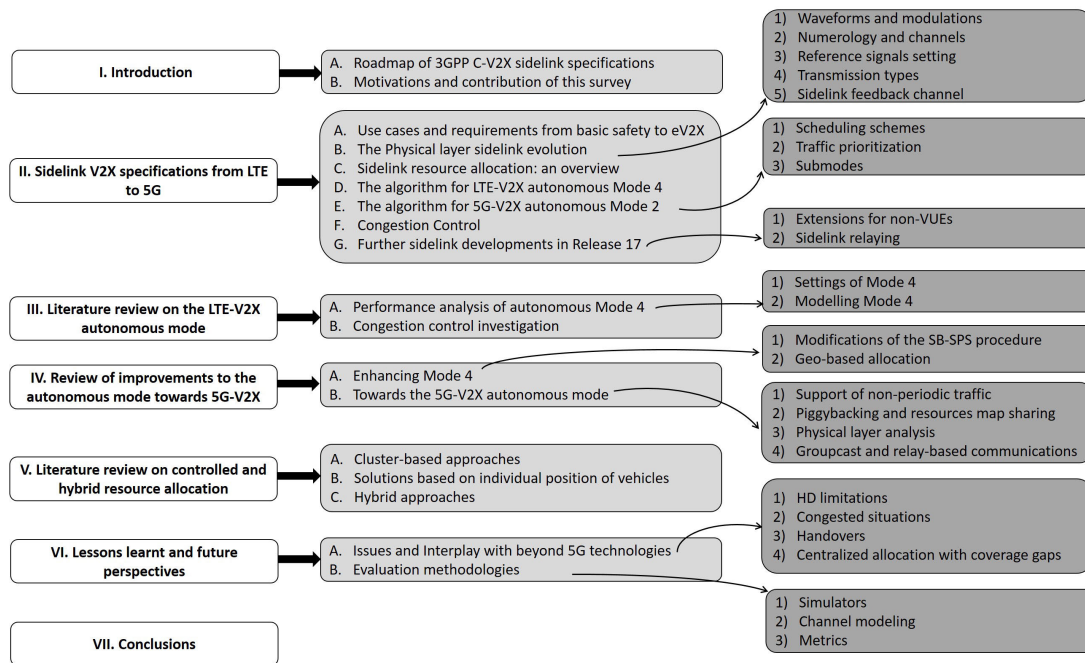 I. Introduction
A. Roadmap of 3GPP C-V2X sidelink specifications
B. Motivations and contribution of this survey
II. Sidelink V2X specifications from LTE
to 5G
A. Use cases and requirements from basic safety to eV2X
B. The Physical layer sidelink evolution
C. Sidelink resource allocation: an overview
D. The algorithm for LTE-V2X autonomous Mode 4
E. The algorithm for 5G-V2X autonomous Mode 2
F. Congestion Control
G. Further sidelink developments in Release 17
1) Waveforms and modulations
2) Numerology and channels
3) Reference signals setting
4) Transmission types
5) Sidelink feedback channel
1) Scheduling schemes
2) Traffic prioritization
3) Submodes
1) Extensions for non-VUEs
2) Sidelink relaying
III. Literature review on the LTE-V2X
autonomous mode
A. Performance analysis of autonomous Mode 4
B. Congestion control investigation
1) Settings of Mode 4
2) Modelling Mode 4
IV. Review of improvements to the
autonomous mode towards 5G-V2X
A. Enhancing Mode 4
B. Towards the 5G-V2X autonomous mode
1) Modifications of the SB-SPS procedure
2) Geo-based allocation
1) Support of non-periodic traffic
2) Piggybacking and resources map sharing
3) Physical layer analysis
4) Groupcast and relay-based communications
V. Literature review on controlled and
hybrid resource allocation
A. Cluster-based approaches
B. Solutions based on individual position of vehicles
C. Hybrid approaches
VI. Lessons learnt and future
perspectives
A. Issues and Interplay with beyond 5G technologies
B. Evaluation methodologies
1) HD limitations
2) Congested situations
3) Handovers
4) Centralized allocation with coverage gaps
1) Simulators
2) Channel modeling
3) Metrics
VII. Conclusions